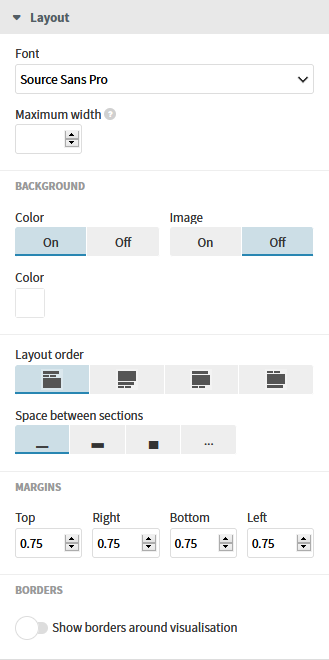 Layout
Font
Source Sans Pro
Maximum width ?
BACKGROUND
Color Image
On Off On Off
Color
Layout order
Space between sections
...
MARGINS
Top Right Bottom Left
0.75 0.75 0.75 0.75
BORDERS
Show borders around visualisation